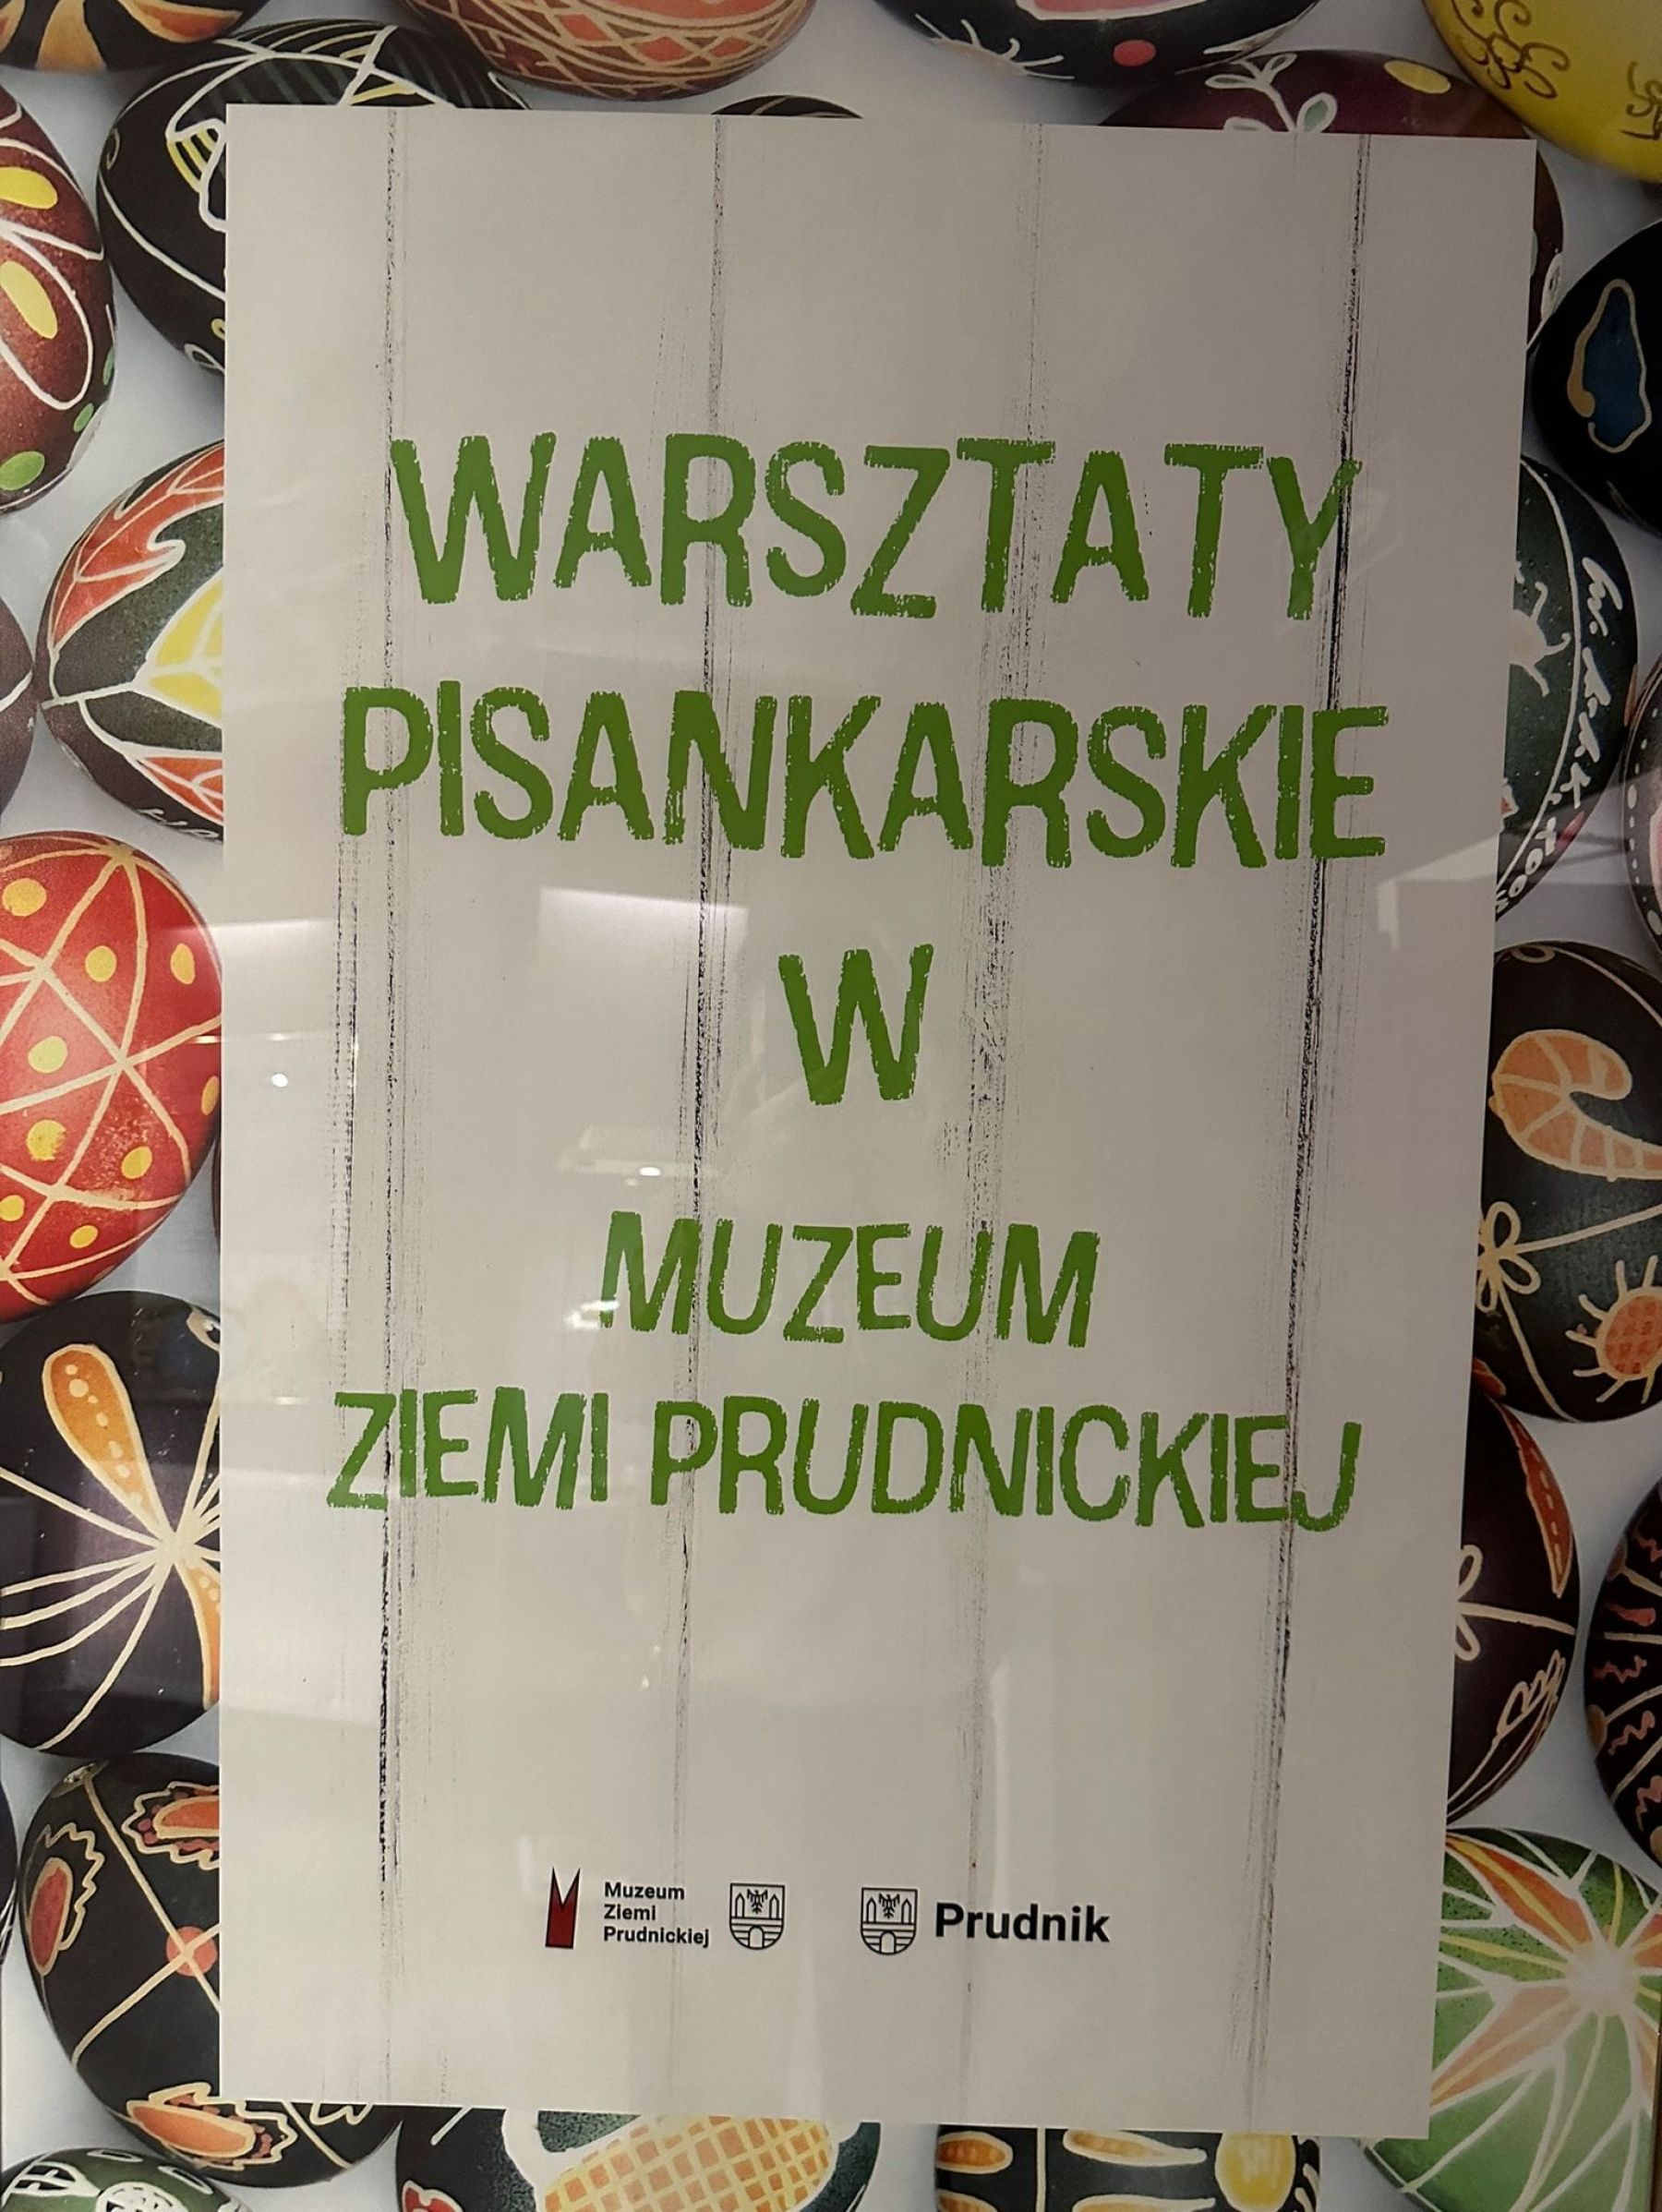 WARSZTATY
PISANKARSKIE
W
MUZEUM
ZIEMI PRUDNICKIEJ
Muzeum
Ziemi
Prudnickiej
Prudnik